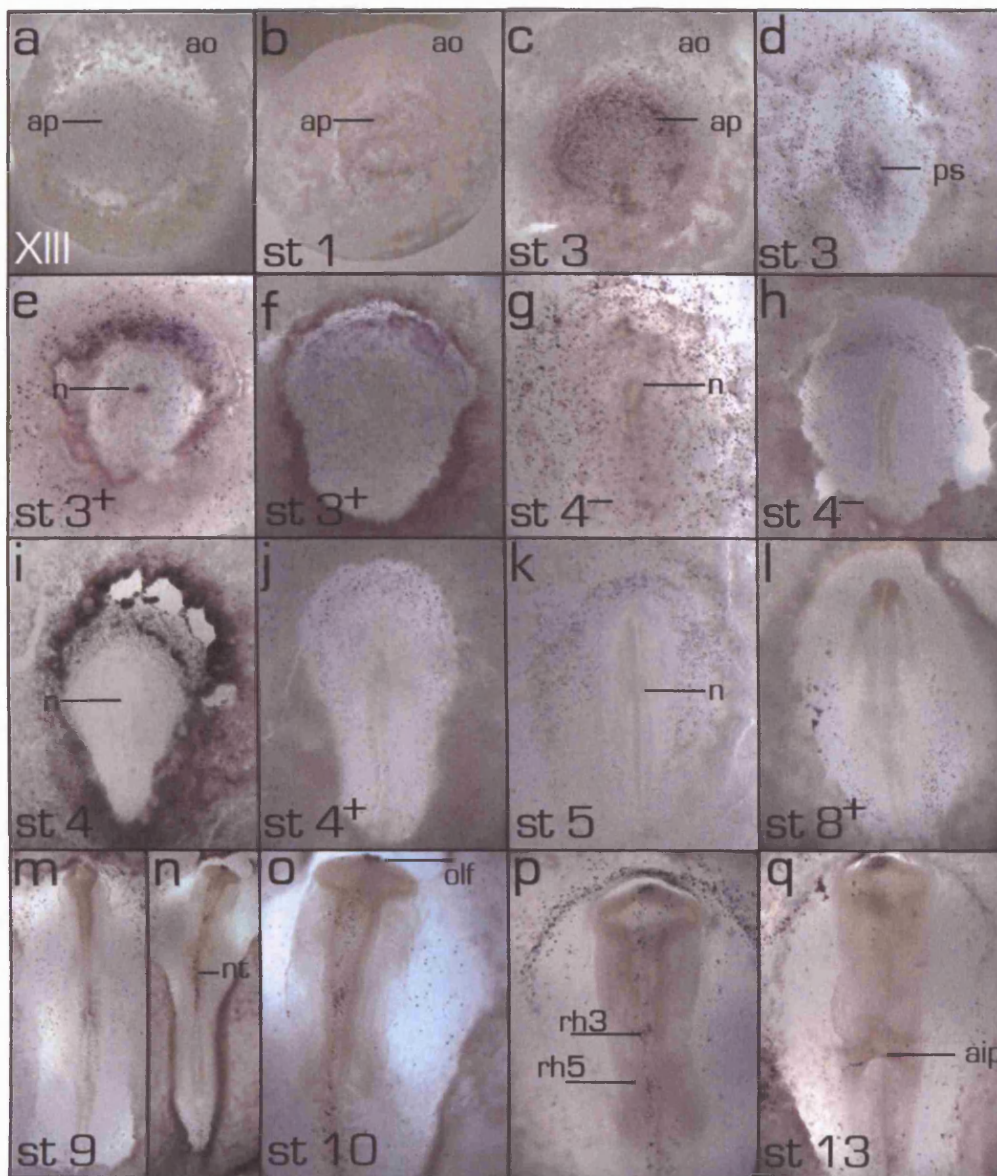 a ao ap XIII
b ao ap st 1
c ao ap st 3
d ps st 3
e n st 3+
f st 3+
g n st 4−
h st 4−
i n st 4
j st 4+
k n st 5
l st 8+
m st 9
n nt
o olf st 10
p rh3 rh5
q aip st 13